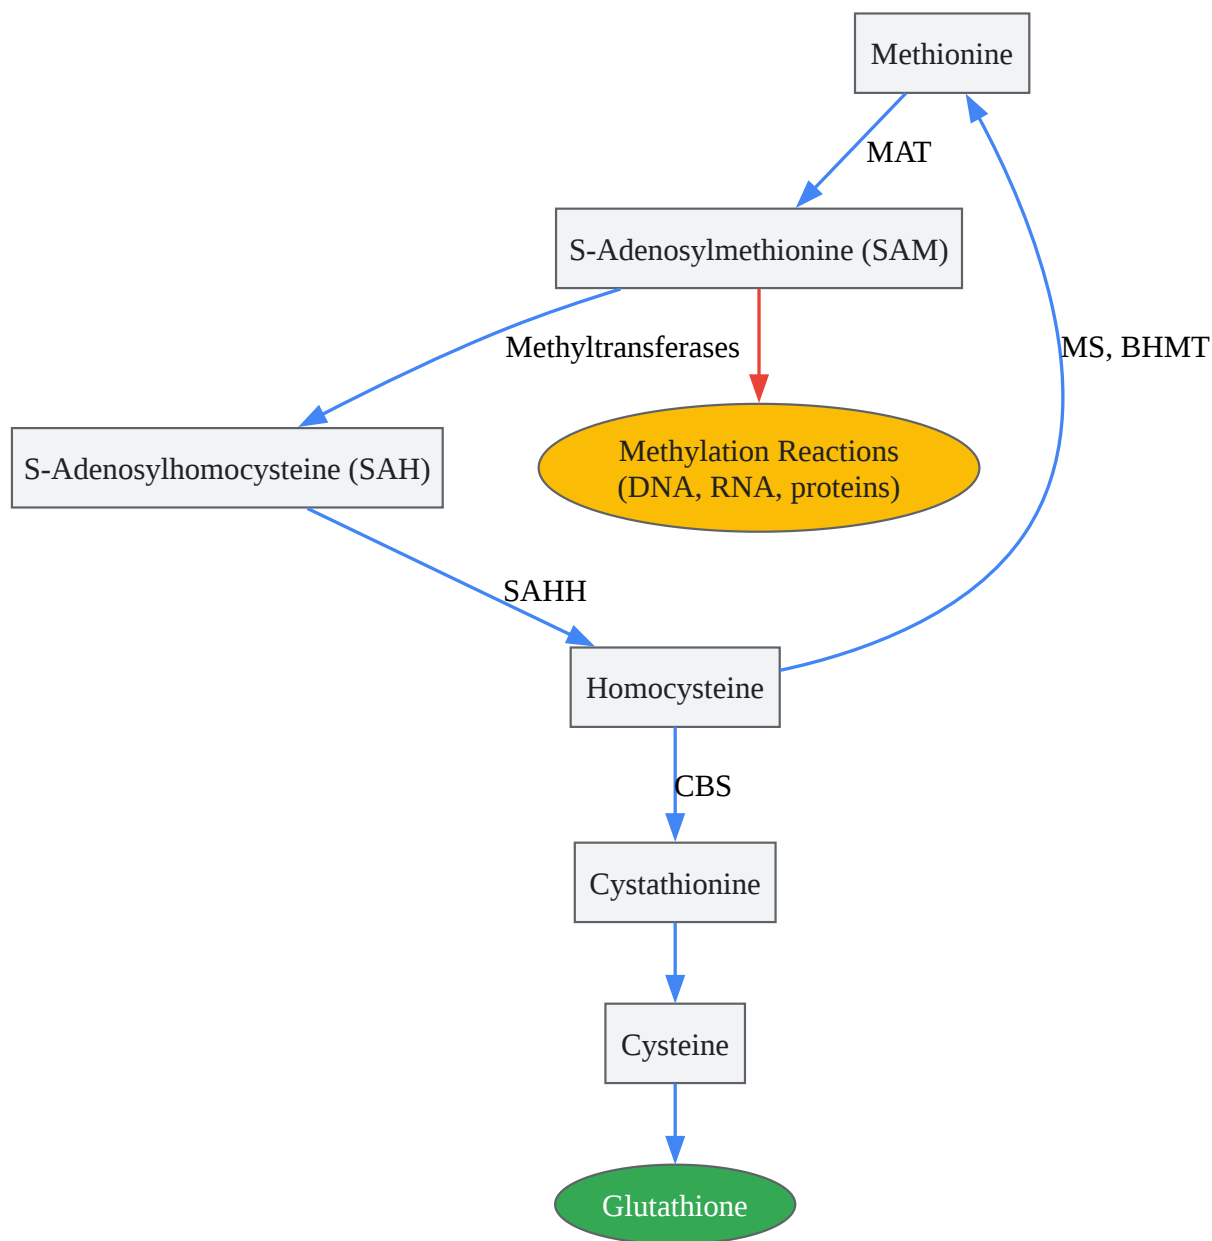 Methionine
MAT
S-Adenosylmethionine (SAM)
Methyltransferases
MS, BHMT
Methylation Reactions
(DNA, RNA, proteins)
S-Adenosylhomocysteine (SAH)
SAHH
Homocysteine
CBS
Cystathionine
Cysteine
Glutathione